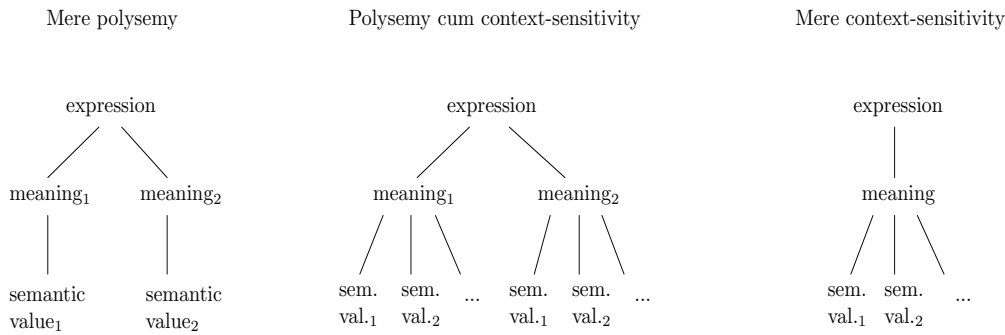 Mere polysemy
Polysemy cum context-sensitivity
Mere context-sensitivity
expression
expression
expression
meaning₁
meaning₂
meaning₁
meaning₂
meaning
semantic
value₁
semantic
value₂
sem.
val.₁
sem.
val.₂
...
sem.
val.₁
sem.
val.₂
...
sem.
val.₁
sem.
val.₂
...